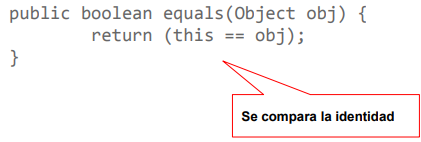 public boolean equals(Object obj) {
return (this == obj);
}
Se compara la identidad